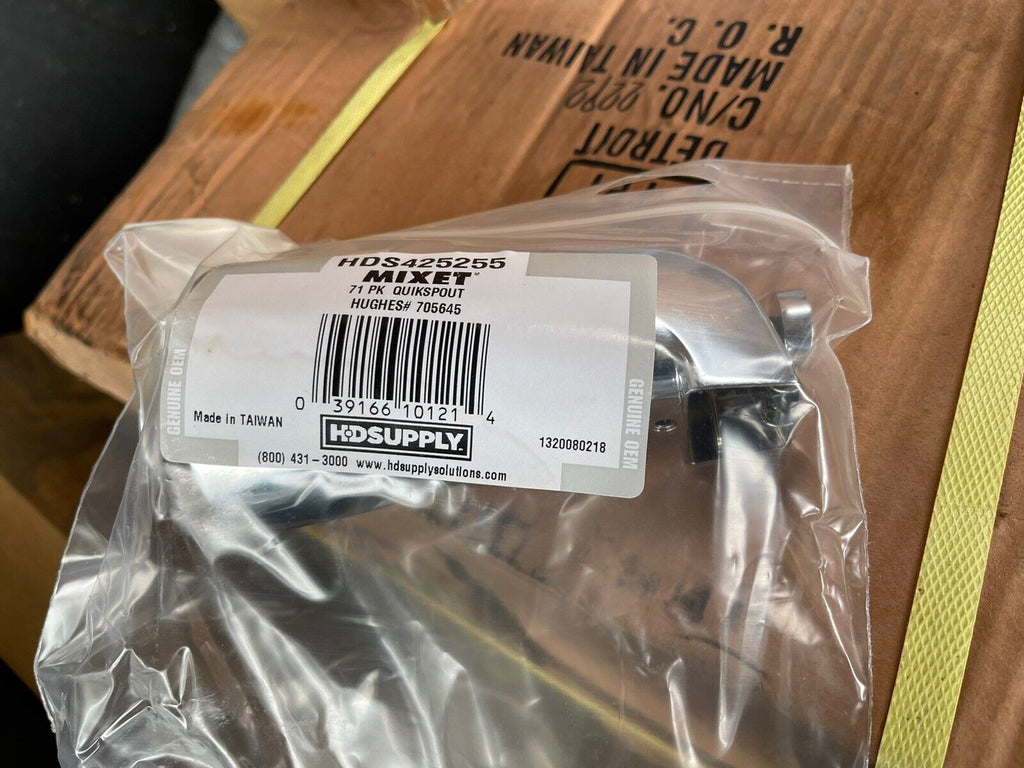 HDS425255
MIXET®
71 PK QUIKSPOUT
HUGHES# 705645
0 39166 10121 4
Made in TAIWAN
HDSUPPLY
1320080218
(800) 431-3000 www.hdsupplysolutions.com
GENUINE OEM
GENUINE OEM
DETROIT
C/NO. 2292
MADE IN TAIWAN
R. O. C.